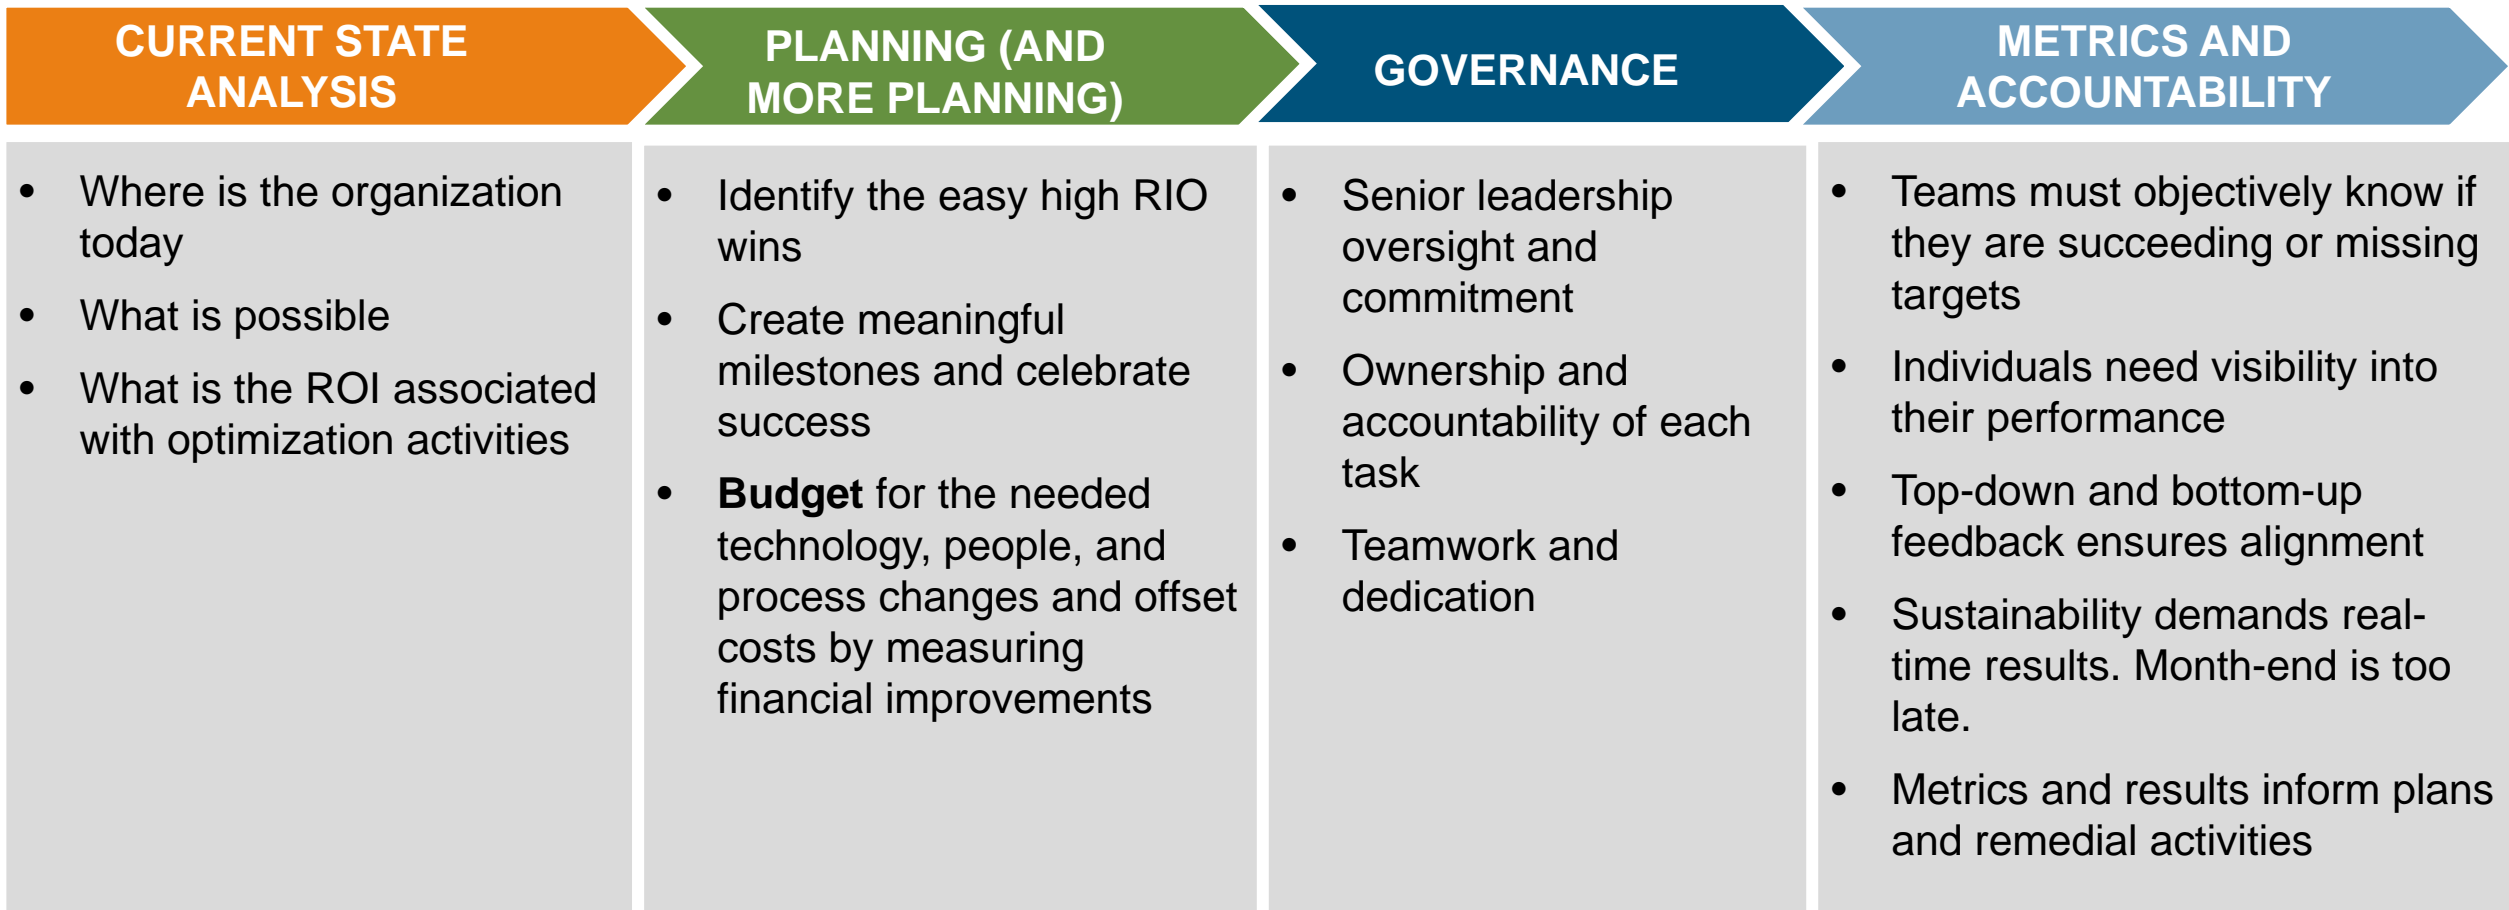 CURRENT STATE
ANALYSIS
• Where is the organization
today
• What is possible
• What is the ROI associated
with optimization activities
PLANNING (AND
MORE PLANNING)
• Identify the easy high RIO
wins
• Create meaningful
milestones and celebrate
success
• Budget for the needed
technology, people, and
process changes and offset
costs by measuring
financial improvements
GOVERNANCE
• Senior leadership
oversight and
commitment
• Ownership and
accountability of each
task
• Teamwork and
dedication
METRICS AND
ACCOUNTABILITY
• Teams must objectively know if
they are succeeding or missing
targets
• Individuals need visibility into
their performance
• Top-down and bottom-up
feedback ensures alignment
• Sustainability demands real-
time results. Month-end is too
late.
• Metrics and results inform plans
and remedial activities